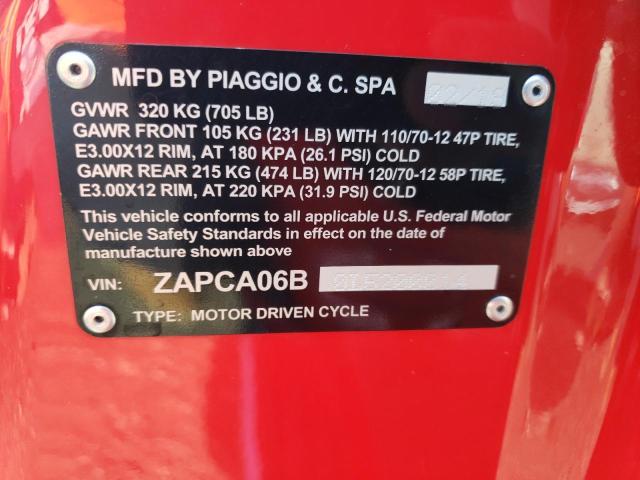 MFD BY PIAGGIO & C. SPA
GVWR 320 KG (705 LB)
GAWR FRONT 105 KG (231 LB) WITH 110/70-12 47P TIRE,
E3.00X12 RIM, AT 180 KPA (26.1 PSI) COLD
GAWR REAR 215 KG (474 LB) WITH 120/70-12 58P TIRE,
E3.00X12 RIM, AT 220 KPA (31.9 PSI) COLD
This vehicle conforms to all applicable U.S. Federal Motor
Vehicle Safety Standards in effect on the date of
manufacture shown above
VIN: ZAPCA06B
TYPE: MOTOR DRIVEN CYCLE